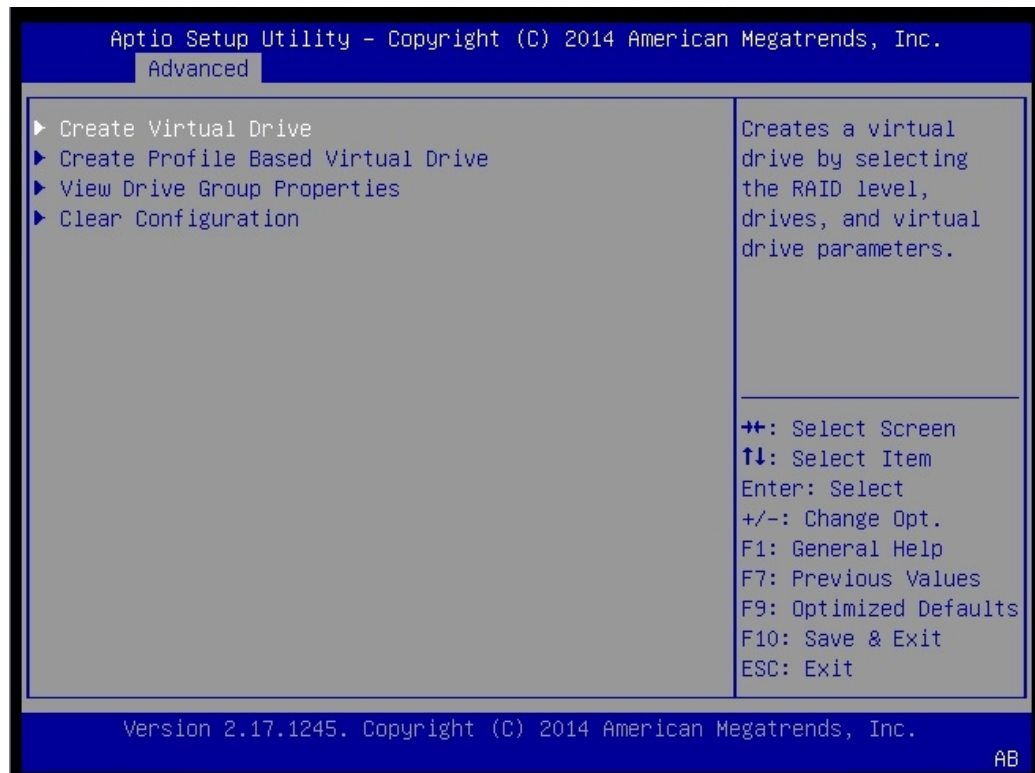 Aptio Setup Utility – Copyright (C) 2014 American Megatrends, Inc.
Advanced
▶ Create Virtual Drive
▶ Create Profile Based Virtual Drive
▶ View Drive Group Properties
▶ Clear Configuration
Creates a virtual
drive by selecting
the RAID level,
drives, and virtual
drive parameters.
→←: Select Screen
↑↓: Select Item
Enter: Select
+/-: Change Opt.
F1: General Help
F7: Previous Values
F9: Optimized Defaults
F10: Save & Exit
ESC: Exit
Version 2.17.1245. Copyright (C) 2014 American Megatrends, Inc.
AB